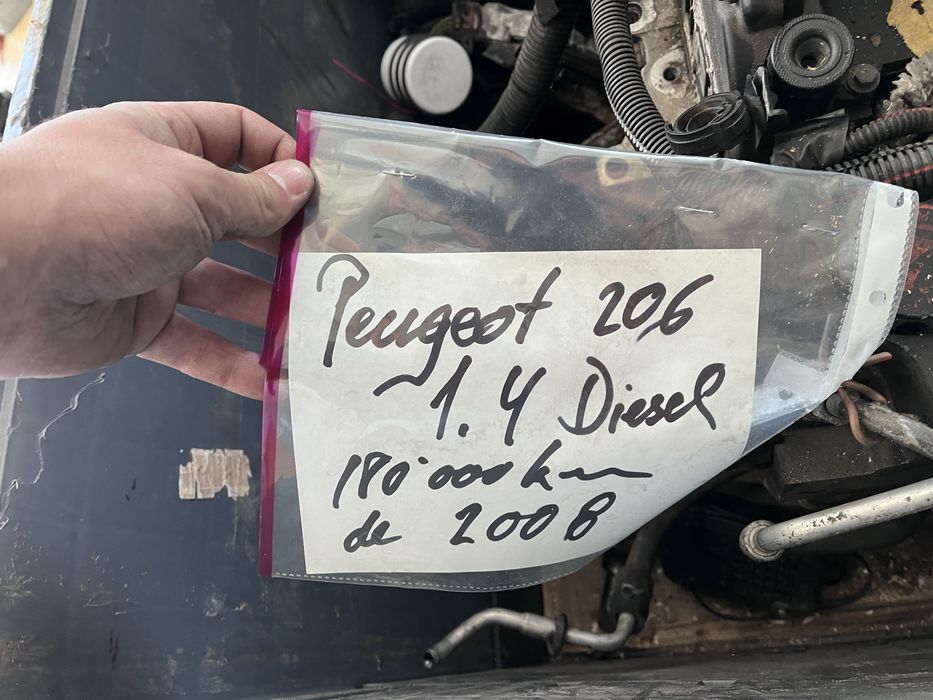 Peugeot 206
1.4 Diesel
180'000 km
de 2008